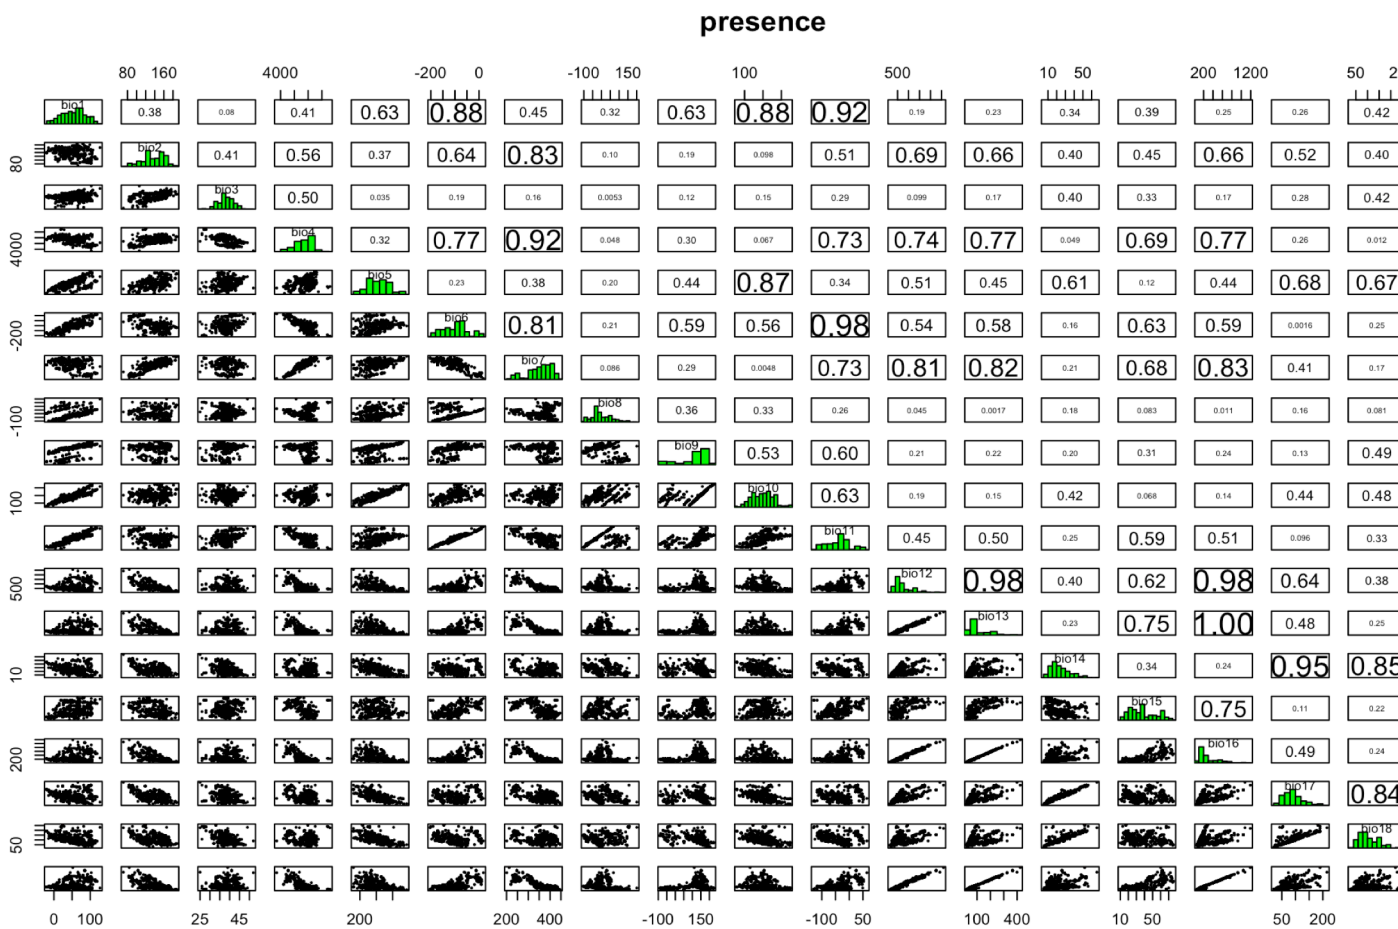 presence
80 160 4000 -200 0 -100 150 100 500 10 50 200 1200 50 2
bio1 0.38 0.08 0.41 0.63 0.88 0.45 0.32 0.63 0.88 0.92 0.19 0.23 0.34 0.39 0.25 0.26 0.42
80 bio2 0.41 0.56 0.37 0.64 0.83 0.10 0.19 0.098 0.51 0.69 0.66 0.40 0.45 0.66 0.52 0.40
bio3 0.50 0.035 0.19 0.16 0.0053 0.12 0.15 0.29 0.099 0.17 0.40 0.33 0.17 0.28 0.42
4000 bio4 0.32 0.77 0.92 0.048 0.30 0.067 0.73 0.74 0.77 0.049 0.69 0.77 0.26 0.012
bio5 0.23 0.38 0.20 0.44 0.87 0.34 0.51 0.45 0.61 0.12 0.44 0.68 0.67
-200 bio6 0.81 0.21 0.59 0.56 0.98 0.54 0.58 0.16 0.63 0.59 0.0016 0.25
bio7 0.086 0.29 0.0048 0.73 0.81 0.82 0.21 0.68 0.83 0.41 0.17
-100 bio8 0.36 0.33 0.26 0.045 0.0017 0.18 0.083 0.011 0.16 0.081
bio9 0.53 0.60 0.21 0.22 0.20 0.31 0.24 0.13 0.49
100 bio10 0.63 0.19 0.15 0.42 0.068 0.14 0.44 0.48
bio11 0.45 0.50 0.25 0.59 0.51 0.096 0.33
500 bio12 0.98 0.40 0.62 0.98 0.64 0.38
bio13 0.23 0.75 1.00 0.48 0.25
10 bio14 0.34 0.24 0.95 0.85
bio15 0.75 0.11 0.22
200 bio16 0.49 0.24
bio17 0.84
50 bio18
0 100 25 45 200 200 400 -100 150 -100 50 100 400 10 50 50 200